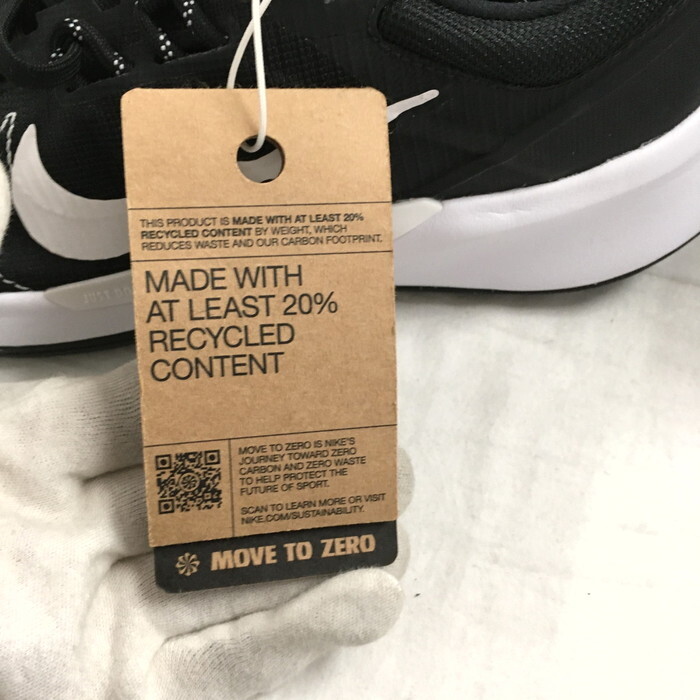 THIS PRODUCT IS MADE WITH AT LEAST 20%
RECYCLED CONTENT BY WEIGHT, WHICH
REDUCES WASTE AND OUR CARBON FOOTPRINT.
MADE WITH
AT LEAST 20%
RECYCLED
CONTENT
MOVE TO ZERO IS NIKE'S
JOURNEY TOWARD ZERO
CARBON AND ZERO WASTE
TO HELP PROTECT THE
FUTURE OF SPORT.
SCAN TO LEARN MORE OR VISIT
NIKE.COM/SUSTAINABILITY.
MOVE TO ZERO
JUST DO